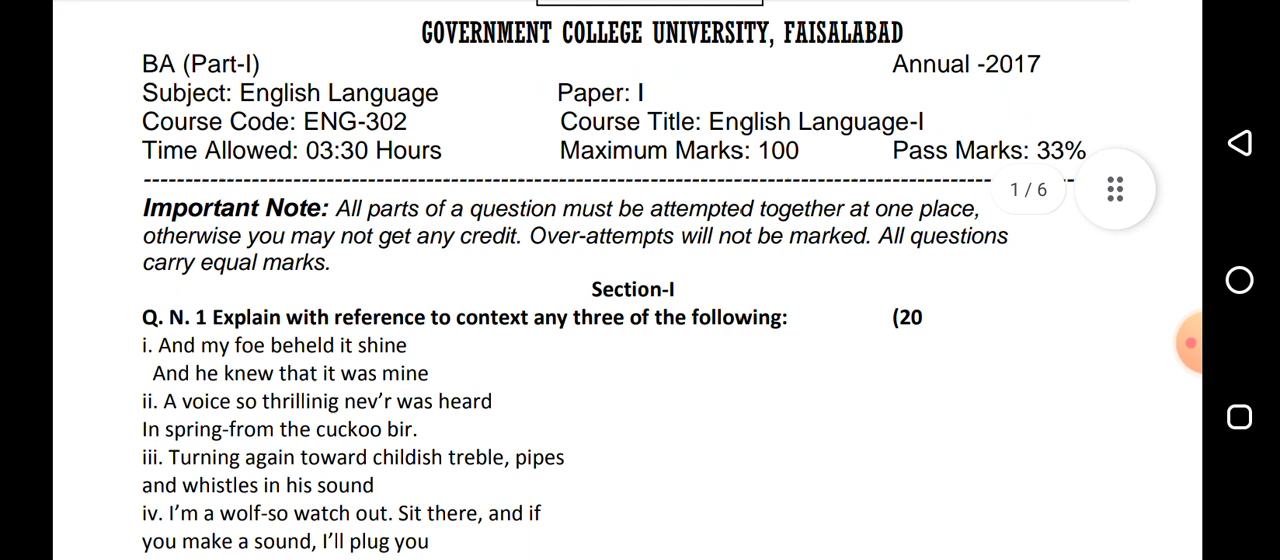 GOVERNMENT COLLEGE UNIVERSITY, FAISALABAD
BA (Part-I) Annual -2017
Subject: English Language Paper: I
Course Code: ENG-302 Course Title: English Language-I
Time Allowed: 03:30 Hours Maximum Marks: 100 Pass Marks: 33%
1 / 6
Important Note: All parts of a question must be attempted together at one place,
otherwise you may not get any credit. Over-attempts will not be marked. All questions
carry equal marks.
Section-I
Q. N. 1 Explain with reference to context any three of the following: (20
i. And my foe beheld it shine
And he knew that it was mine
ii. A voice so thrillinig nev’r was heard
In spring-from the cuckoo bir.
iii. Turning again toward childish treble, pipes
and whistles in his sound
iv. I’m a wolf-so watch out. Sit there, and if
you make a sound, I’ll plug you